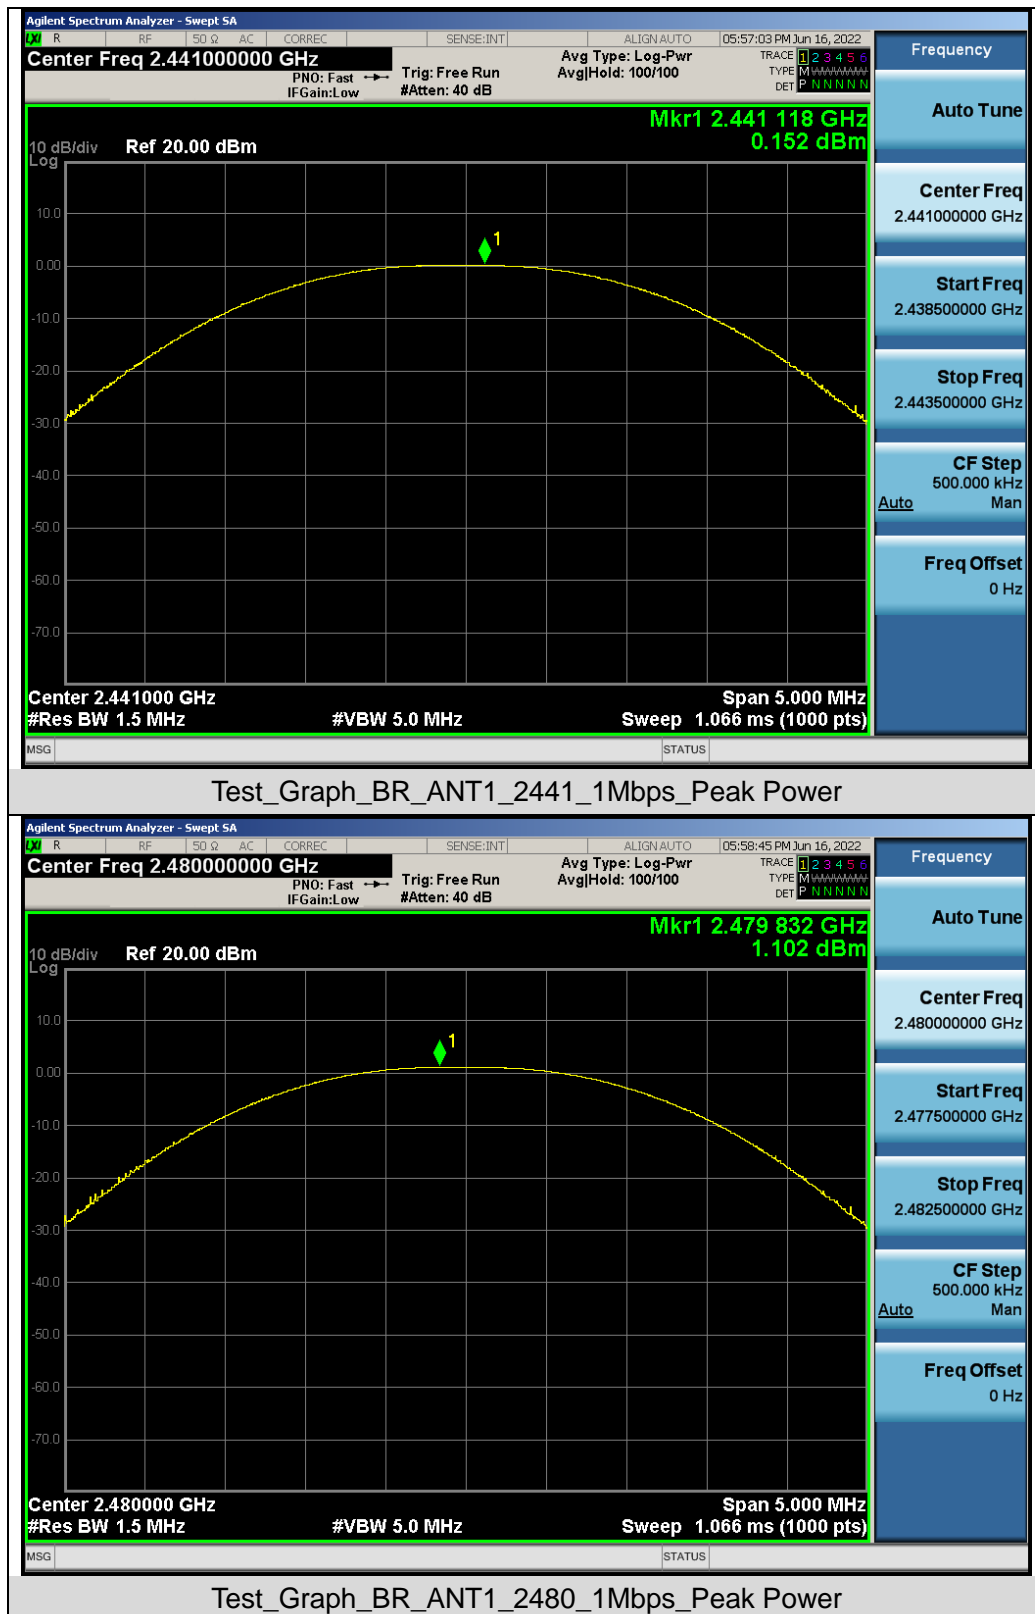 Agilent Spectrum Analyzer - Swept SA
LXI R RF 50 Ω AC CORREC SENSE:INT ALIGN AUTO 05:57:03 PM Jun 16, 2022
Center Freq 2.441000000 GHz
PNO: Fast Trig: Free Run
IFGain:Low #Atten: 40 dB
Avg Type: Log-Pwr
Avg|Hold: 100/100
TRACE 1 2 3 4 5 6
TYPE M
DET P N N N N N
Frequency
Mkr1 2.441 118 GHz
0.152 dBm
10 dB/div Ref 20.00 dBm
Log
10.0
1
0.00
-10.0
-20.0
-30.0
-40.0
-50.0
-60.0
-70.0
Center 2.441000 GHz Span 5.000 MHz
#Res BW 1.5 MHz #VBW 5.0 MHz Sweep 1.066 ms (1000 pts)
MSG STATUS
Auto Tune
Center Freq
2.441000000 GHz
Start Freq
2.438500000 GHz
Stop Freq
2.443500000 GHz
CF Step
500.000 kHz
Auto Man
Freq Offset
0 Hz
Test_Graph_BR_ANT1_2441_1Mbps_Peak Power
Agilent Spectrum Analyzer - Swept SA
LXI R RF 50 Ω AC CORREC SENSE:INT ALIGN AUTO 05:58:45 PM Jun 16, 2022
Center Freq 2.480000000 GHz
PNO: Fast Trig: Free Run
IFGain:Low #Atten: 40 dB
Avg Type: Log-Pwr
Avg|Hold: 100/100
TRACE 1 2 3 4 5 6
TYPE M
DET P N N N N N
Frequency
Mkr1 2.479 832 GHz
1.102 dBm
10 dB/div Ref 20.00 dBm
Log
10.0
1
0.00
-10.0
-20.0
-30.0
-40.0
-50.0
-60.0
-70.0
Center 2.480000 GHz Span 5.000 MHz
#Res BW 1.5 MHz #VBW 5.0 MHz Sweep 1.066 ms (1000 pts)
MSG STATUS
Auto Tune
Center Freq
2.480000000 GHz
Start Freq
2.477500000 GHz
Stop Freq
2.482500000 GHz
CF Step
500.000 kHz
Auto Man
Freq Offset
0 Hz
Test_Graph_BR_ANT1_2480_1Mbps_Peak Power